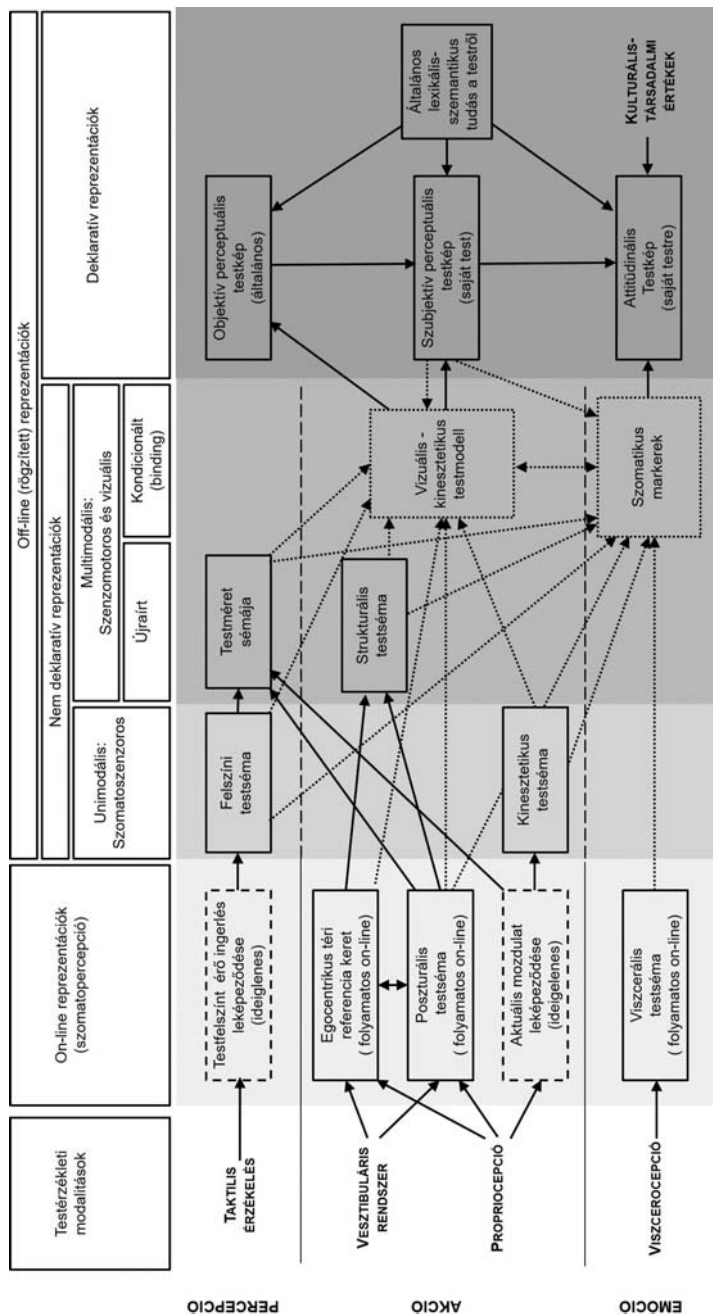 Testérzékleti
modalitások
On-line reprezentációk
(szomatopercepció)
Off-line (rögzített) reprezentációk
Nem deklaratív reprezentációk
Deklaratív reprezentációk
Unimodális:
Szomatoszenzoros
Multimodális:
Szenzomotoros és vizuális
Újraírt
Kondicionált
(binding)
PERCEPCIÓ
TAKTILIS
ÉRZÉKELÉS
Testfelszínt érő ingerlés
leképeződése
(ideiglenes)
Felszíni
testséma
Testméret
sémája
Objektív perceptuális
testkép
(általános)
AKCIÓ
VESZTIBULÁRIS
RENDSZER
PROPRIOCEPCIÓ
Egocentrikus téri
referencia keret
( folyamatos on-line)
Poszturális
testséma
( folyamatos on-line)
Aktuális mozdulat
leképeződése
(ideigelenes)
Kinesztetikus
testséma
Strukturális
testséma
Vizuális -
kinesztetikus
testmodell
Szubjektív perceptuális
testkép
(saját test)
Általános
lexikális-
szemantikus
tudás a testről
EMÓCIÓ
VISZCEROCEPCIÓ
Viszcerális
testséma
( folyamatos on-line)
Szomatikus
markerek
Attitűdinális
Testkép
(saját testre)
KULTURÁLIS-
TÁRSADALMI
ÉRTÉKEK